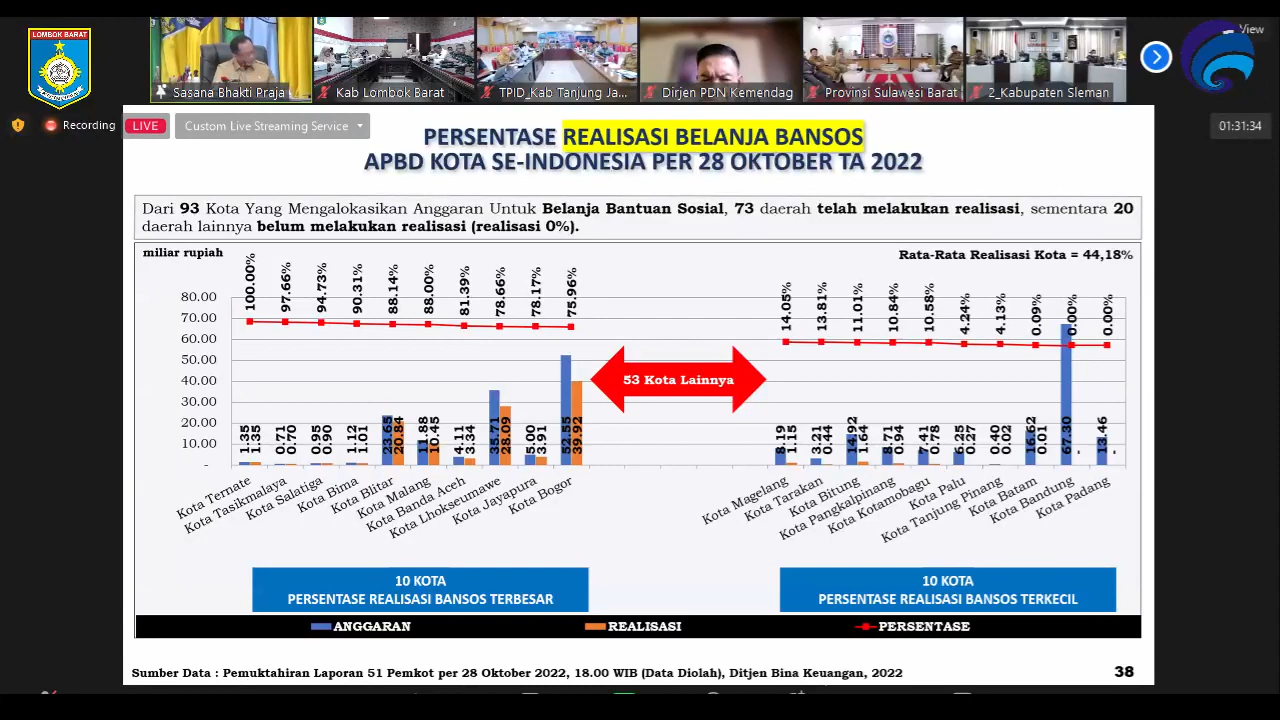 LOMBOK BARAT
Sasana Bhakti Praja
Kab Lombok Barat
TPID_Kab Tanjung Ja...
Dirjen PDN Kemendag
Provinsi Sulawesi Barat
2_Kabupaten Sleman
View
Recording
LIVE
Custom Live Streaming Service
01:31:34
PERSENTASE REALISASI BELANJA BANSOS
APBD KOTA SE-INDONESIA PER 28 OKTOBER TA 2022
Dari 93 Kota Yang Mengalokasikan Anggaran Untuk Belanja Bantuan Sosial, 73 daerah telah melakukan realisasi, sementara 20
daerah lainnya belum melakukan realisasi (realisasi 0%).
miliar rupiah
Rata-Rata Realisasi Kota = 44,18%
100.00% 97.66% 94.73% 90.31% 88.14% 88.00% 81.39% 78.66% 78.17% 75.96%
14.05% 13.81% 11.01% 10.84% 10.58% 4.24% 4.13% 0.09% 0.00% 0.00%
80.00
70.00
60.00
50.00
40.00
30.00
20.00
10.00
-
53 Kota Lainnya
1.35 1.35 0.71 0.70 0.95 0.90 1.12 1.01 23.65 20.84 11.88 10.45 4.11 3.34 35.71 28.09 5.00 3.91 52.55 39.92
8.19 1.15 3.21 0.44 14.92 1.64 8.71 0.94 7.41 0.78 6.25 0.27 0.40 0.02 16.62 0.01 67.30 - 13.46 -
Kota Ternate
Kota Tasikmalaya
Kota Salatiga
Kota Bima
Kota Blitar
Kota Malang
Kota Banda Aceh
Kota Lhokseumawe
Kota Jayapura
Kota Bogor
Kota Magelang
Kota Tarakan
Kota Bitung
Kota Pangkalpinang
Kota Kotamobagu
Kota Palu
Kota Tanjung Pinang
Kota Batam
Kota Bandung
Kota Padang
10 KOTA
PERSENTASE REALISASI BANSOS TERBESAR
10 KOTA
PERSENTASE REALISASI BANSOS TERKECIL
ANGGARAN
REALISASI
PERSENTASE
Sumber Data : Pemuktahiran Laporan 51 Pemkot per 28 Oktober 2022, 18.00 WIB (Data Diolah), Ditjen Bina Keuangan, 2022
38